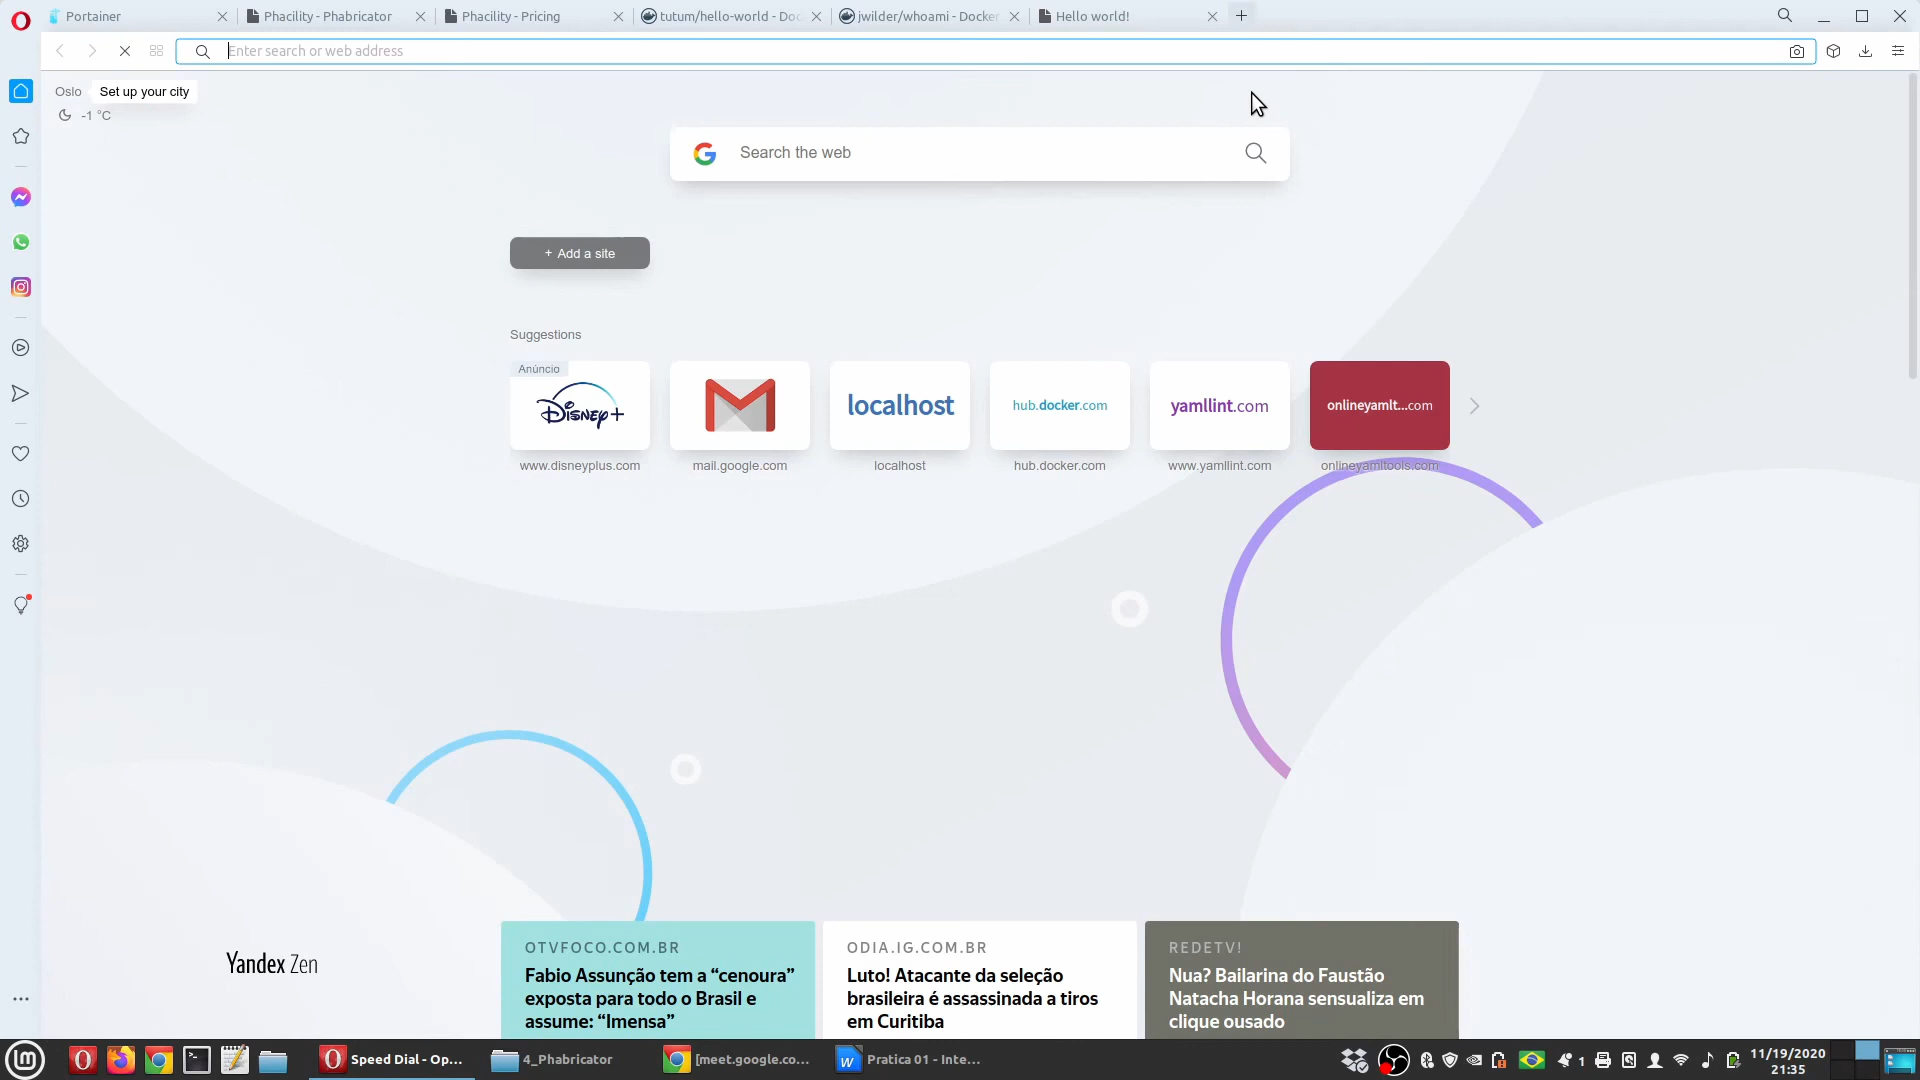 Portainer
Phacility - Phabricator
Phacility - Pricing
tutum/hello-world - Doc
jwilder/whoami - Docker
Hello world!
Enter search or web address
Oslo
Set up your city
-1 °C
Search the web
+ Add a site
Suggestions
Anúncio
Disney+
localhost
hub.docker.com
yamllint.com
onlineyamlt...com
www.disneyplus.com
mail.google.com
localhost
hub.docker.com
www.yamllint.com
onlineyamltools.com
Yandex Zen
OTVFOCO.COM.BR
Fabio Assunção tem a “cenoura”
exposta para todo o Brasil e
assume: “Imensa”
ODIA.IG.COM.BR
Luto! Atacante da seleção
brasileira é assassinada a tiros
em Curitiba
REDETV!
Nua? Bailarina do Faustão
Natacha Horana sensualiza em
clique ousado
Speed Dial - Op...
4_Phabricator
[meet.google.co...
Pratica 01 - Inte...
1
11/19/2020
21:35